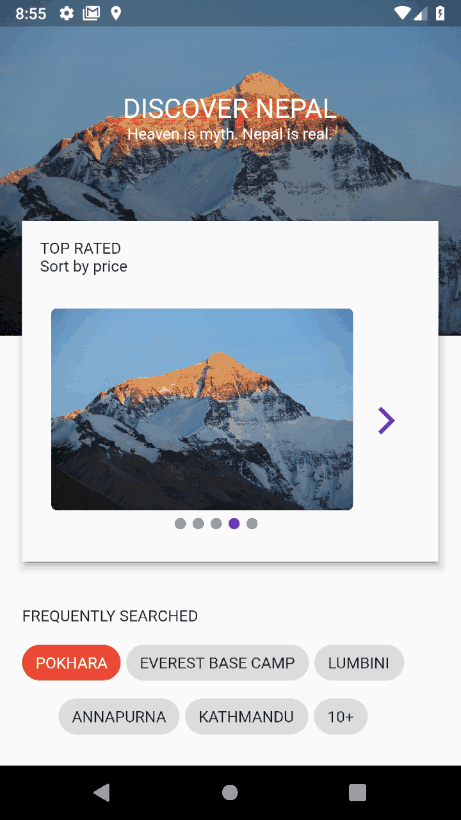 8:55
DISCOVER NEPAL
Heaven is myth. Nepal is real.
TOP RATED
Sort by price
FREQUENTLY SEARCHED
POKHARA EVEREST BASE CAMP LUMBINI
ANNAPURNA KATHMANDU 10+